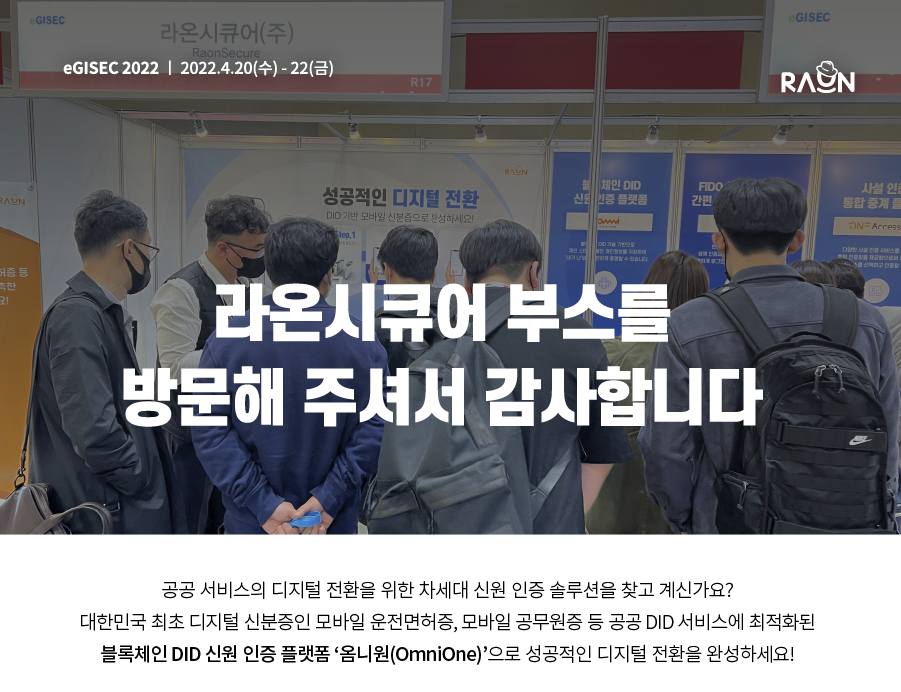 eGISEC
라온시큐어(주)
RaonSecure
R17
eGISEC
eGISEC 2022 | 2022.4.20(수) - 22(금)
RAON
RAON
성공적인 디지털 전환
DID 기반 모바일 신분증으로 완성하세요!
Step.1
블록체인 DID
신원 인증 플랫폼
FIDO
간편
사설 인
통합 중계 플
Access
RAON
허증 등
라온시큐어 부스를
방문해 주셔서 감사합니다
공공 서비스의 디지털 전환을 위한 차세대 신원 인증 솔루션을 찾고 계신가요?
대한민국 최초 디지털 신분증인 모바일 운전면허증, 모바일 공무원증 등 공공 DID 서비스에 최적화된
블록체인 DID 신원 인증 플랫폼 ‘옴니원(OmniOne)’으로 성공적인 디지털 전환을 완성하세요!